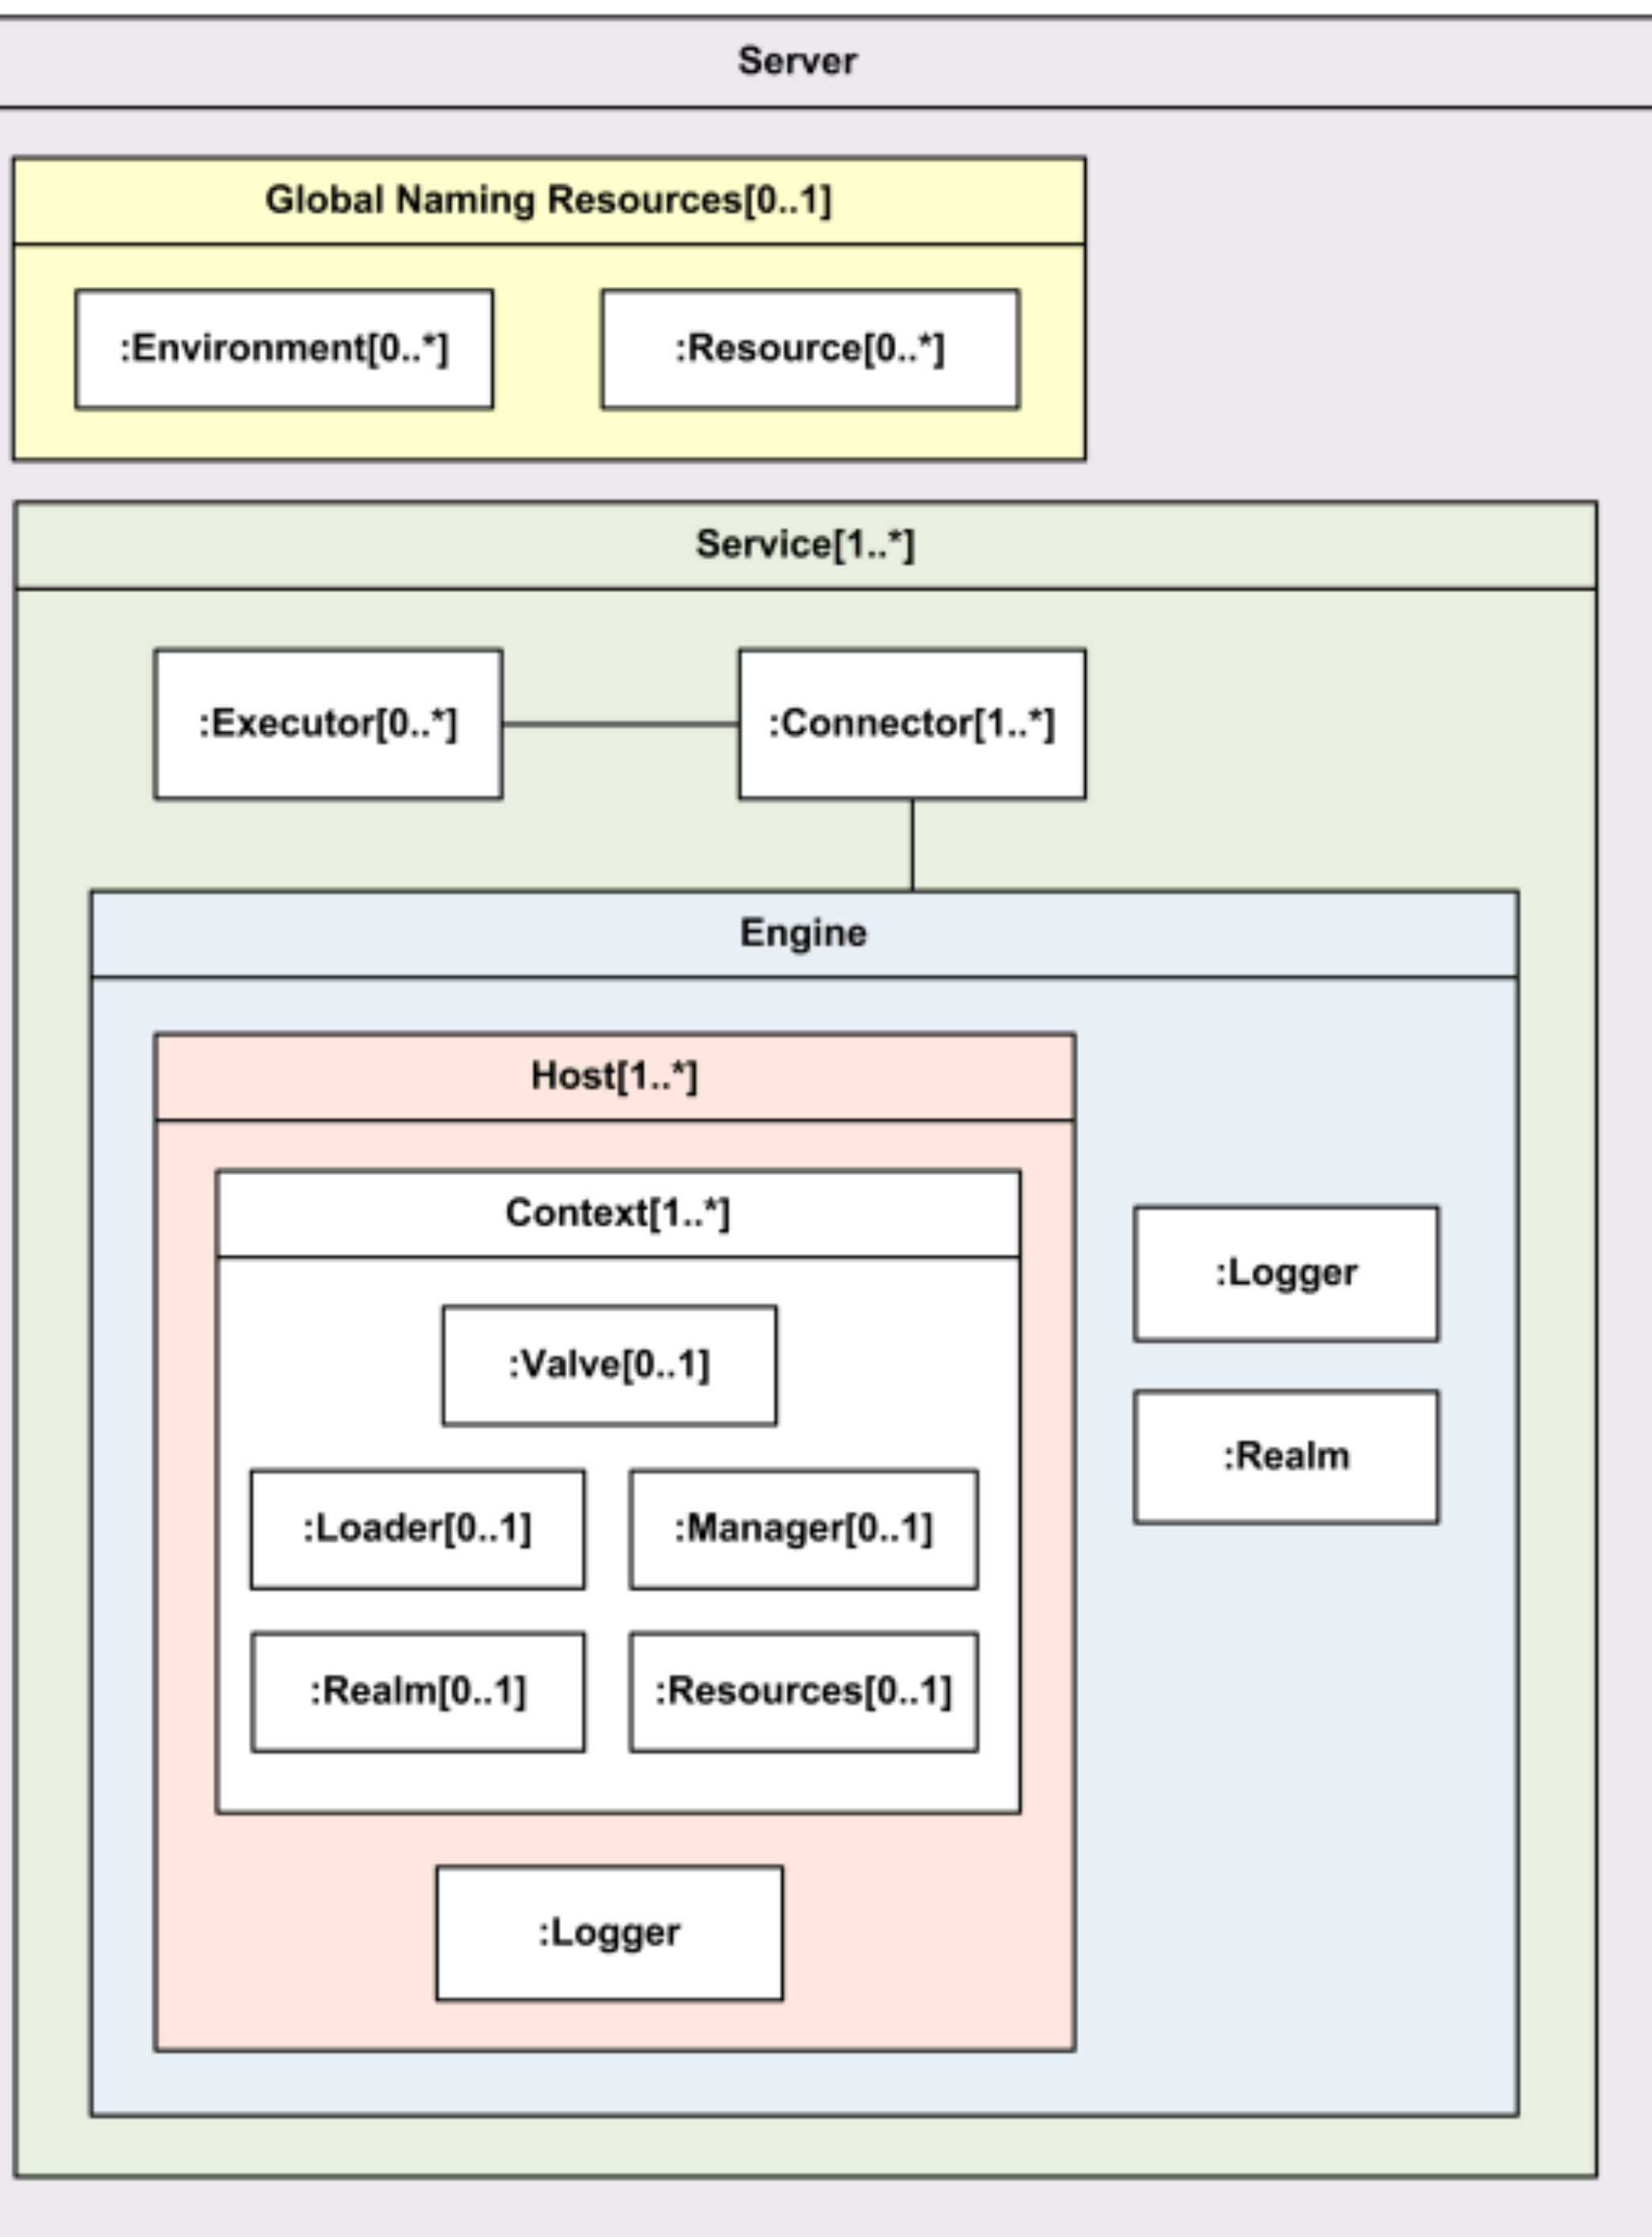 Server
Global Naming Resources[0..1]
:Environment[0..*]
:Resource[0..*]
Service[1..*]
:Executor[0..*]
:Connector[1..*]
Engine
Host[1..*]
Context[1..*]
:Valve[0..1]
:Loader[0..1]
:Manager[0..1]
:Realm[0..1]
:Resources[0..1]
:Logger
:Logger
:Realm